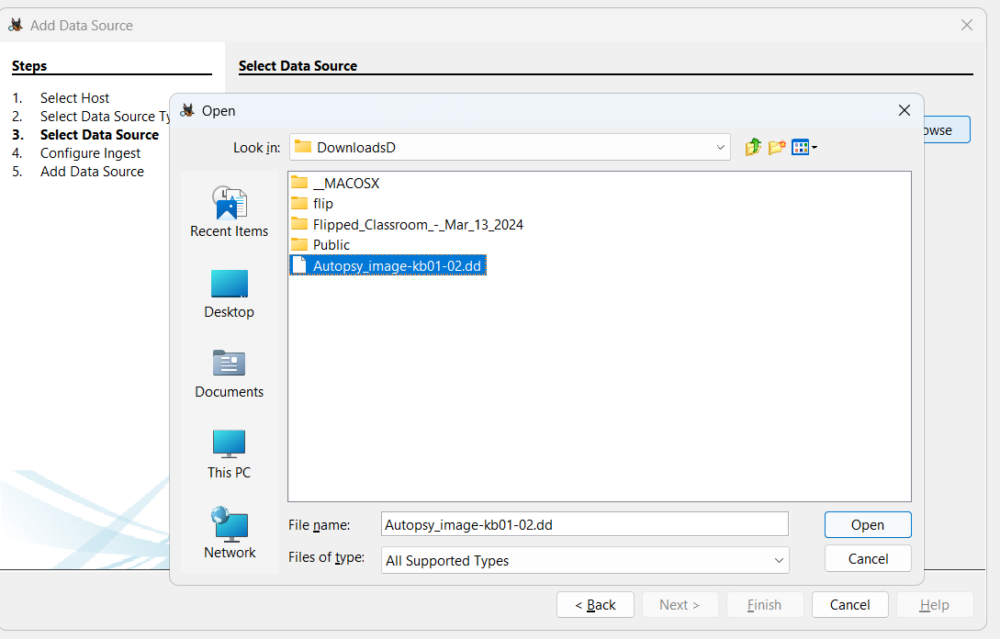 Add Data Source
Steps
1. Select Host
2. Select Data Source Ty
3. Select Data Source
4. Configure Ingest
5. Add Data Source
Select Data Source
owse
Open
Look in: DownloadsD
Recent Items
Desktop
Documents
This PC
Network
__MACOSX
flip
Flipped_Classroom_-_Mar_13_2024
Public
Autopsy_image-kb01-02.dd
File name: Autopsy_image-kb01-02.dd Open
Files of type: All Supported Types Cancel
< Back Next > Finish Cancel Help